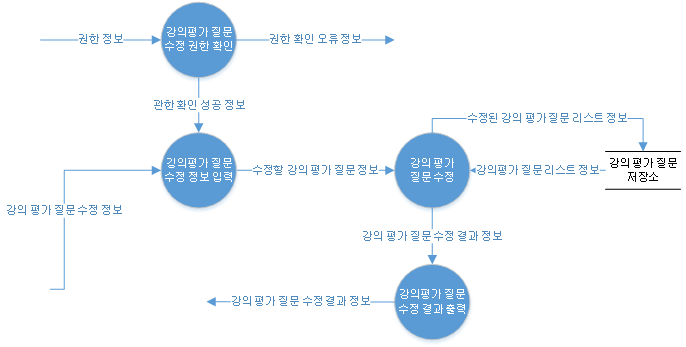 강의평가 질문
수정 권한 확인
권한 정보
권한 확인 오류 정보
관한 확인 성공 정보
강의평가 질문
수정 정보 입력
수정할 강의 평가 질문 정보
강의 평가
질문 수정
수정된 강의 평가 질문 리스트 정보
강의평가 질문 리스트 정보
강의 평가 질문
저장소
강의 평가 질문 수정 정보
강의 평가 질문 수정 결과 정보
강의평가 질문
수정 결과 출력
강의 평가 질문 수정 결과 정보